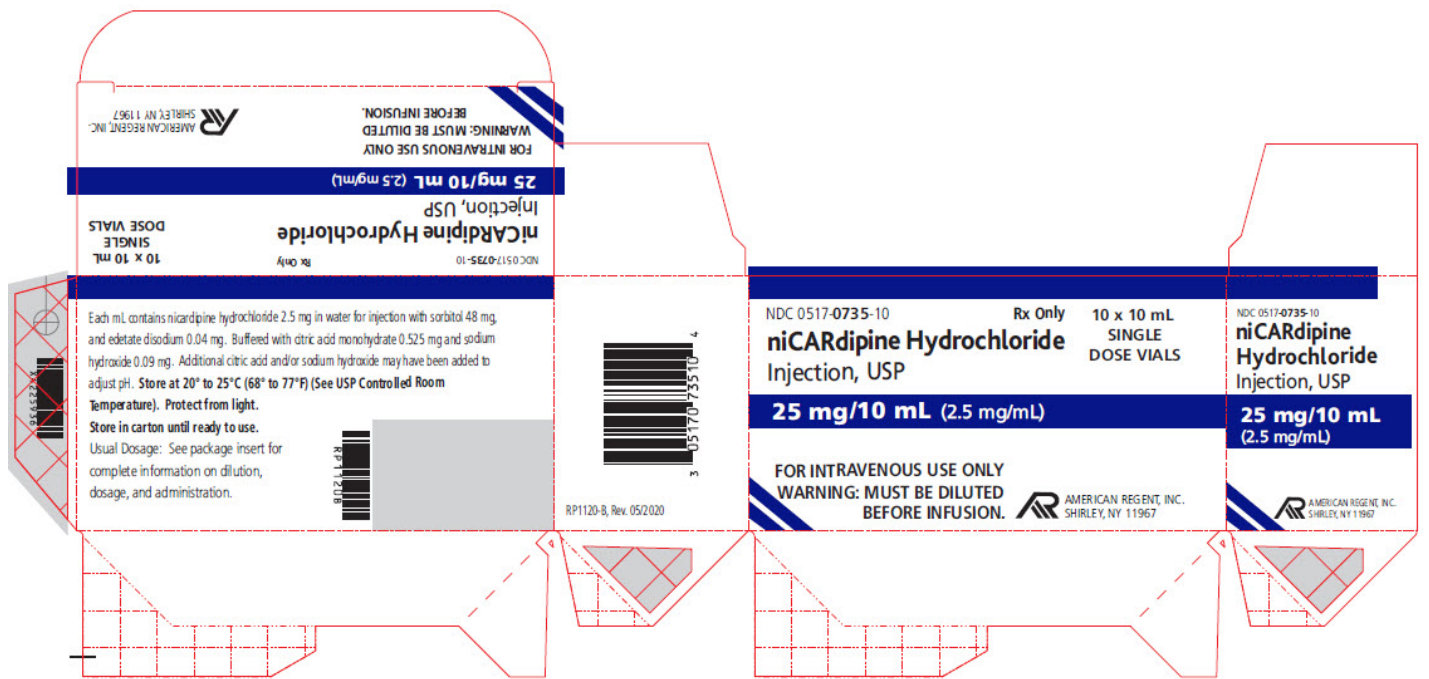 AMERICAN REGENT, INC.
SHIRLEY, NY 11967
FOR INTRAVENOUS USE ONLY
WARNING: MUST BE DILUTED
BEFORE INFUSION.
25 mg/10 mL (2.5 mg/mL)
niCARdipine Hydrochloride
Injection, USP
10 x 10 mL
SINGLE
DOSE VIALS
NDC 0517-0735-10
Rx Only
Each mL contains nicardipine hydrochloride 2.5 mg in water for injection with sorbitol 48 mg,
and edetate disodium 0.04 mg. Buffered with citric acid monohydrate 0.525 mg and sodium
hydroxide 0.09 mg. Additional citric acid and/or sodium hydroxide may have been added to
adjust pH. Store at 20° to 25°C (68° to 77°F) (See USP Controlled Room
Temperature). Protect from light.
Store in carton until ready to use.
Usual Dosage: See package insert for
complete information on dilution,
dosage, and administration.
RP1120B
3 05170 73510 4
RP1120-B, Rev. 05/2020
NDC 0517-0735-10
Rx Only
niCARdipine Hydrochloride
Injection, USP
10 x 10 mL
SINGLE
DOSE VIALS
25 mg/10 mL (2.5 mg/mL)
FOR INTRAVENOUS USE ONLY
WARNING: MUST BE DILUTED
BEFORE INFUSION.
AMERICAN REGENT, INC.
SHIRLEY, NY 11967
NDC 0517-0735-10
niCARdipine
Hydrochloride
Injection, USP
25 mg/10 mL
(2.5 mg/mL)
AMERICAN REGENT, INC.
SHIRLEY, NY 11967